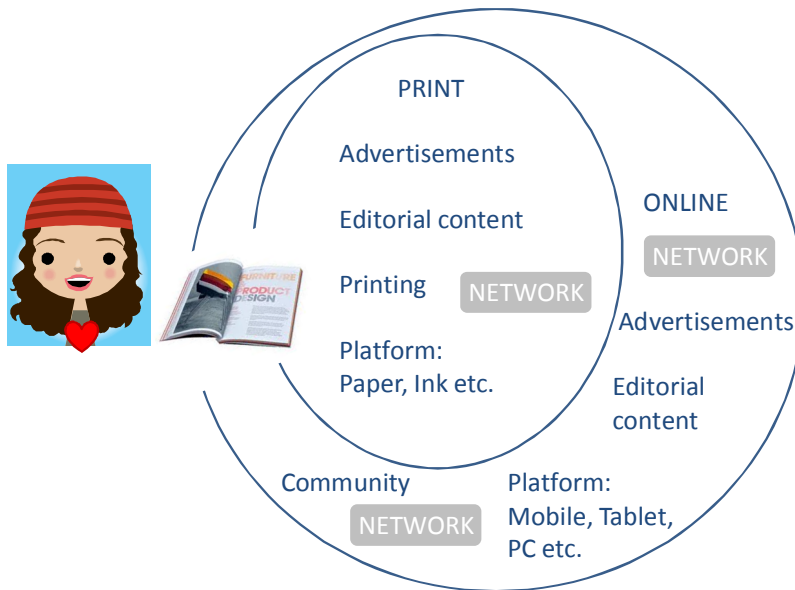 PRINT
Advertisements
Editorial content
Printing
NETWORK
Platform:
Paper, Ink etc.
FURNITURE
&
PRODUCT
DESIGN
ONLINE
NETWORK
Advertisements
Editorial
content
Community
NETWORK
Platform:
Mobile, Tablet,
PC etc.